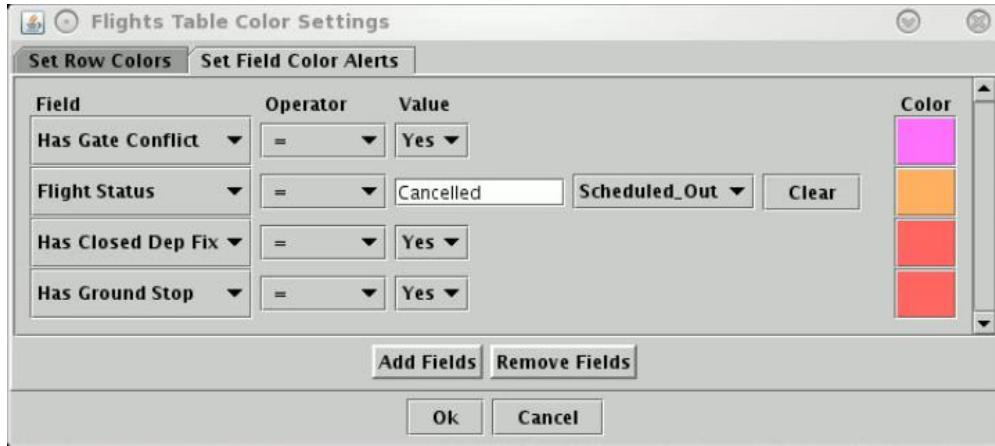 Flights Table Color Settings
Set Row Colors Set Field Color Alerts
Field Operator Value Color
Has Gate Conflict = Yes
Flight Status = Cancelled Scheduled_Out Clear
Has Closed Dep Fix = Yes
Has Ground Stop = Yes
Add Fields Remove Fields
Ok Cancel